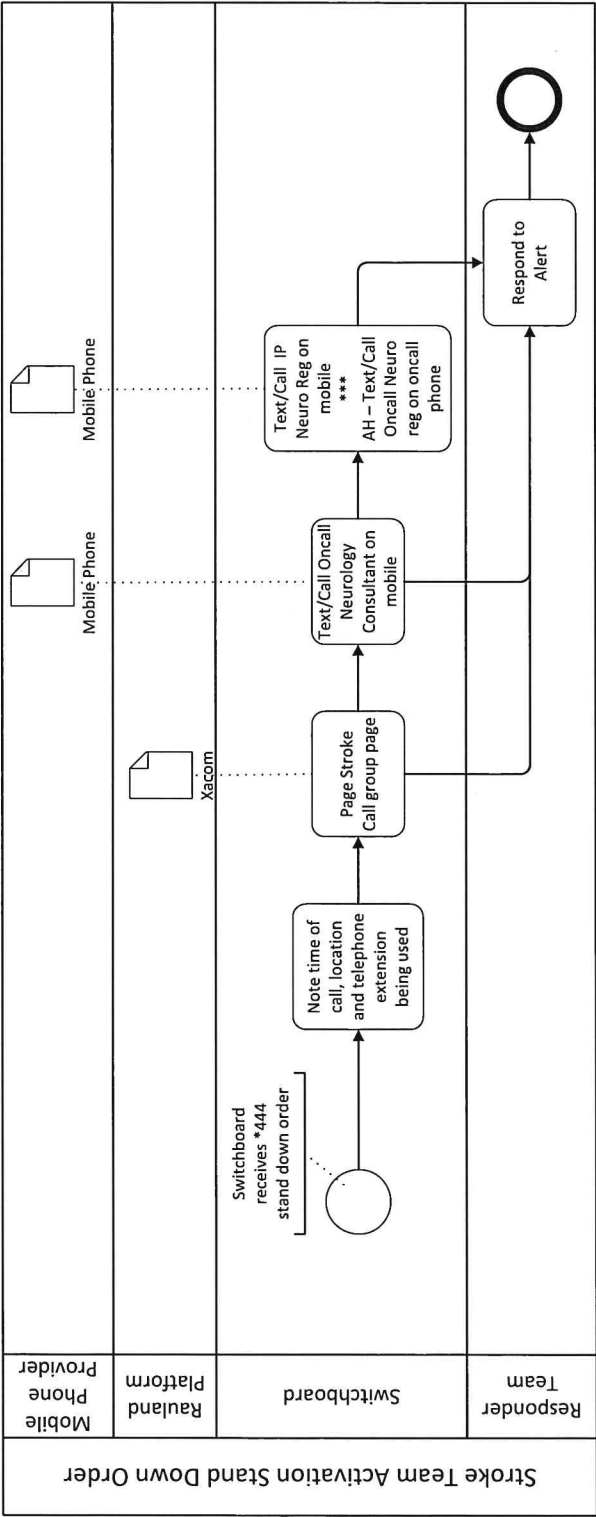 Stroke Team Activation Stand Down Order
Mobile
Phone
Provider
Rauland
Platform
Switchboard
Responder
Team
Mobile Phone
Mobile Phone
Xacom
Switchboard
receives *444
stand down order
Note time of
call, location
and telephone
extension
being used
Page Stroke
Call group page
Text/Call Oncall
Neurology
Consultant on
mobile
Text/Call IP
Neuro Reg on
mobile
***
AH – Text/Call
Oncall Neuro
reg on oncall
phone
Respond to
Alert